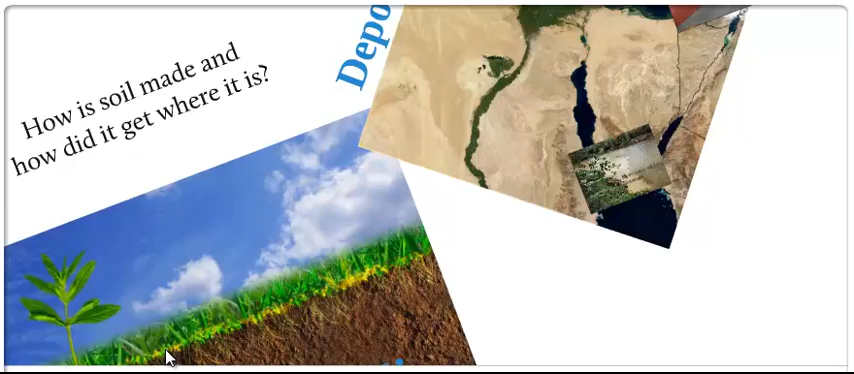 How is soil made and
how did it get where it is?
Depo